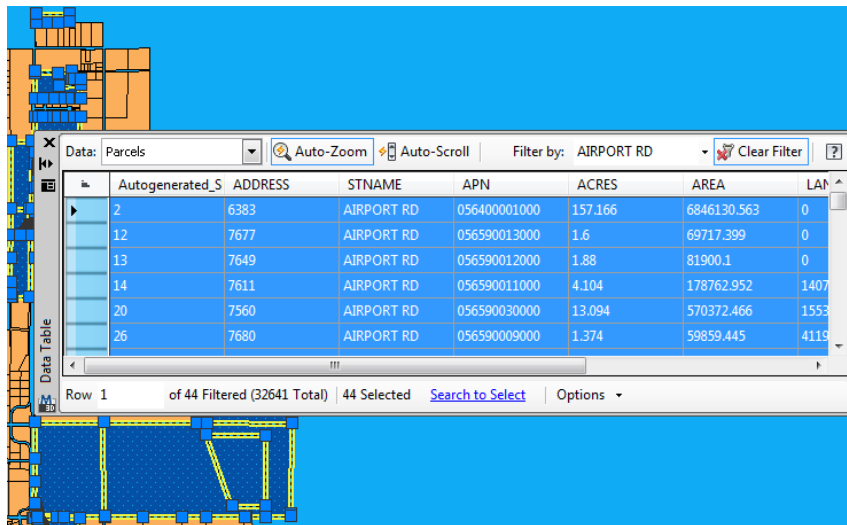 Data: Parcels Auto-Zoom Auto-Scroll Filter by: AIRPORT RD Clear Filter ?
Autogenerated_S ADDRESS STNAME APN ACRES AREA LAN
2 6383 AIRPORT RD 056400001000 157.166 6846130.563 0
12 7677 AIRPORT RD 056590013000 1.6 69717.399 0
13 7649 AIRPORT RD 056590012000 1.88 81900.1 0
14 7611 AIRPORT RD 056590011000 4.104 178762.952 1407
20 7560 AIRPORT RD 056590030000 13.094 570372.466 1553
26 7680 AIRPORT RD 056590009000 1.374 59859.445 4119
Data Table
Row 1 of 44 Filtered (32641 Total) 44 Selected Search to Select Options